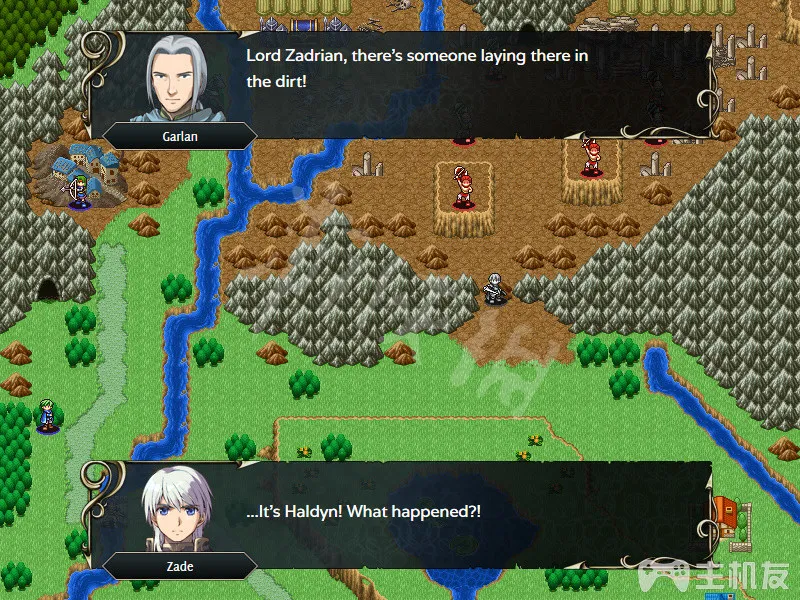 Lord Zadrian, there's someone laying there in
the dirt!
Garlan
...It's Haldyn! What happened?!
Zade
主机友